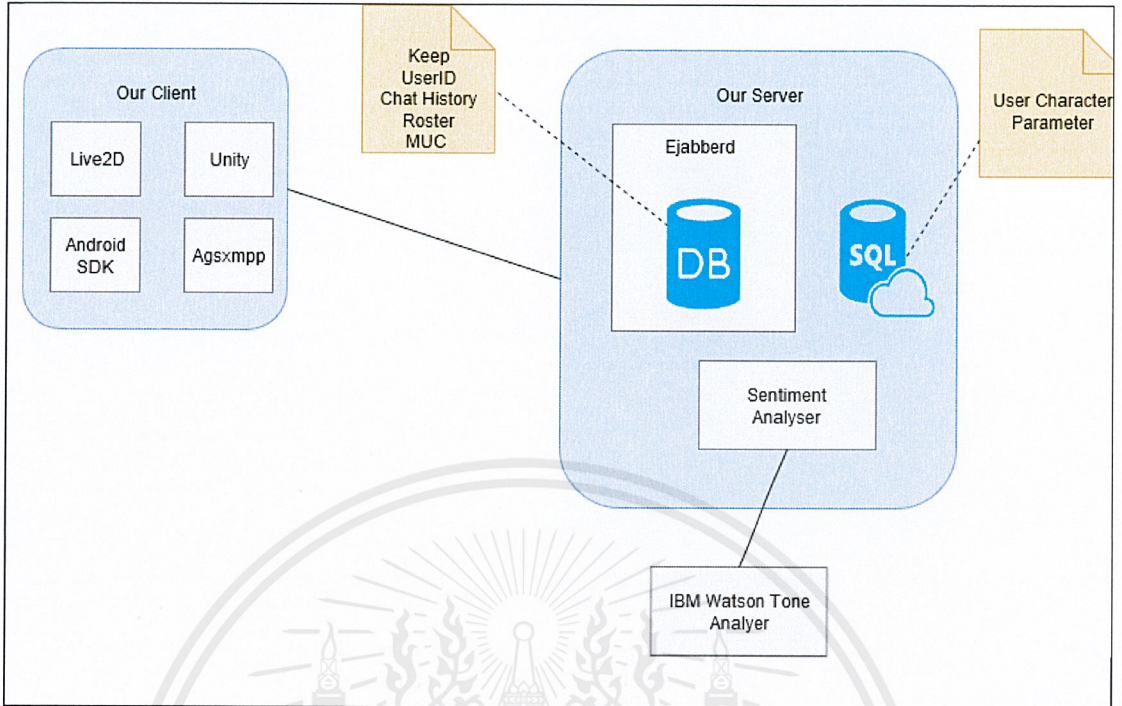 Our Client
Live2D
Unity
Android
SDK
Agsxmpp
Keep
UserID
Chat History
Roster
MUC
Our Server
Ejabberd
DB
SQL
Sentiment
Analyser
User Character
Parameter
IBM Watson Tone
Analyer